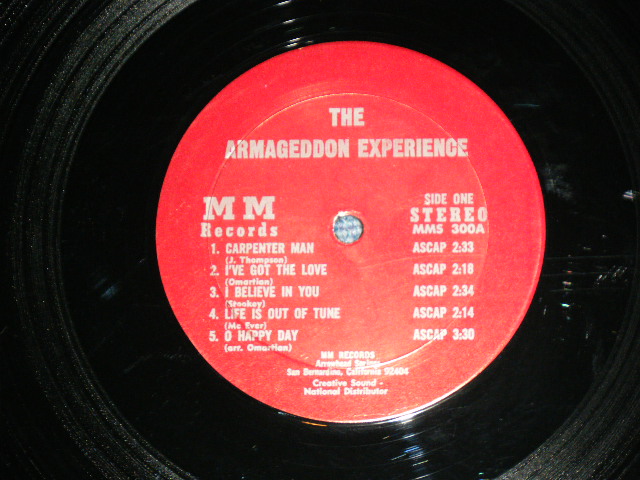 THE
ARMAGEDDON EXPERIENCE
MM
Records
SIDE ONE
STEREO
MMS 300A
1. CARPENTER MAN ASCAP 2:33
(J. Thompson)
2. I'VE GOT THE LOVE ASCAP 2:18
(Omartian)
3. I BELIEVE IN YOU ASCAP 2:34
(Stookey)
4. LIFE IS OUT OF TUNE ASCAP 2:14
(Mc Ever)
5. O HAPPY DAY ASCAP 3:30
(arr. Omartian)
MM RECORDS
Arrowhead Springs
San Bernardino, California 92404
Creative Sound -
National Distributor